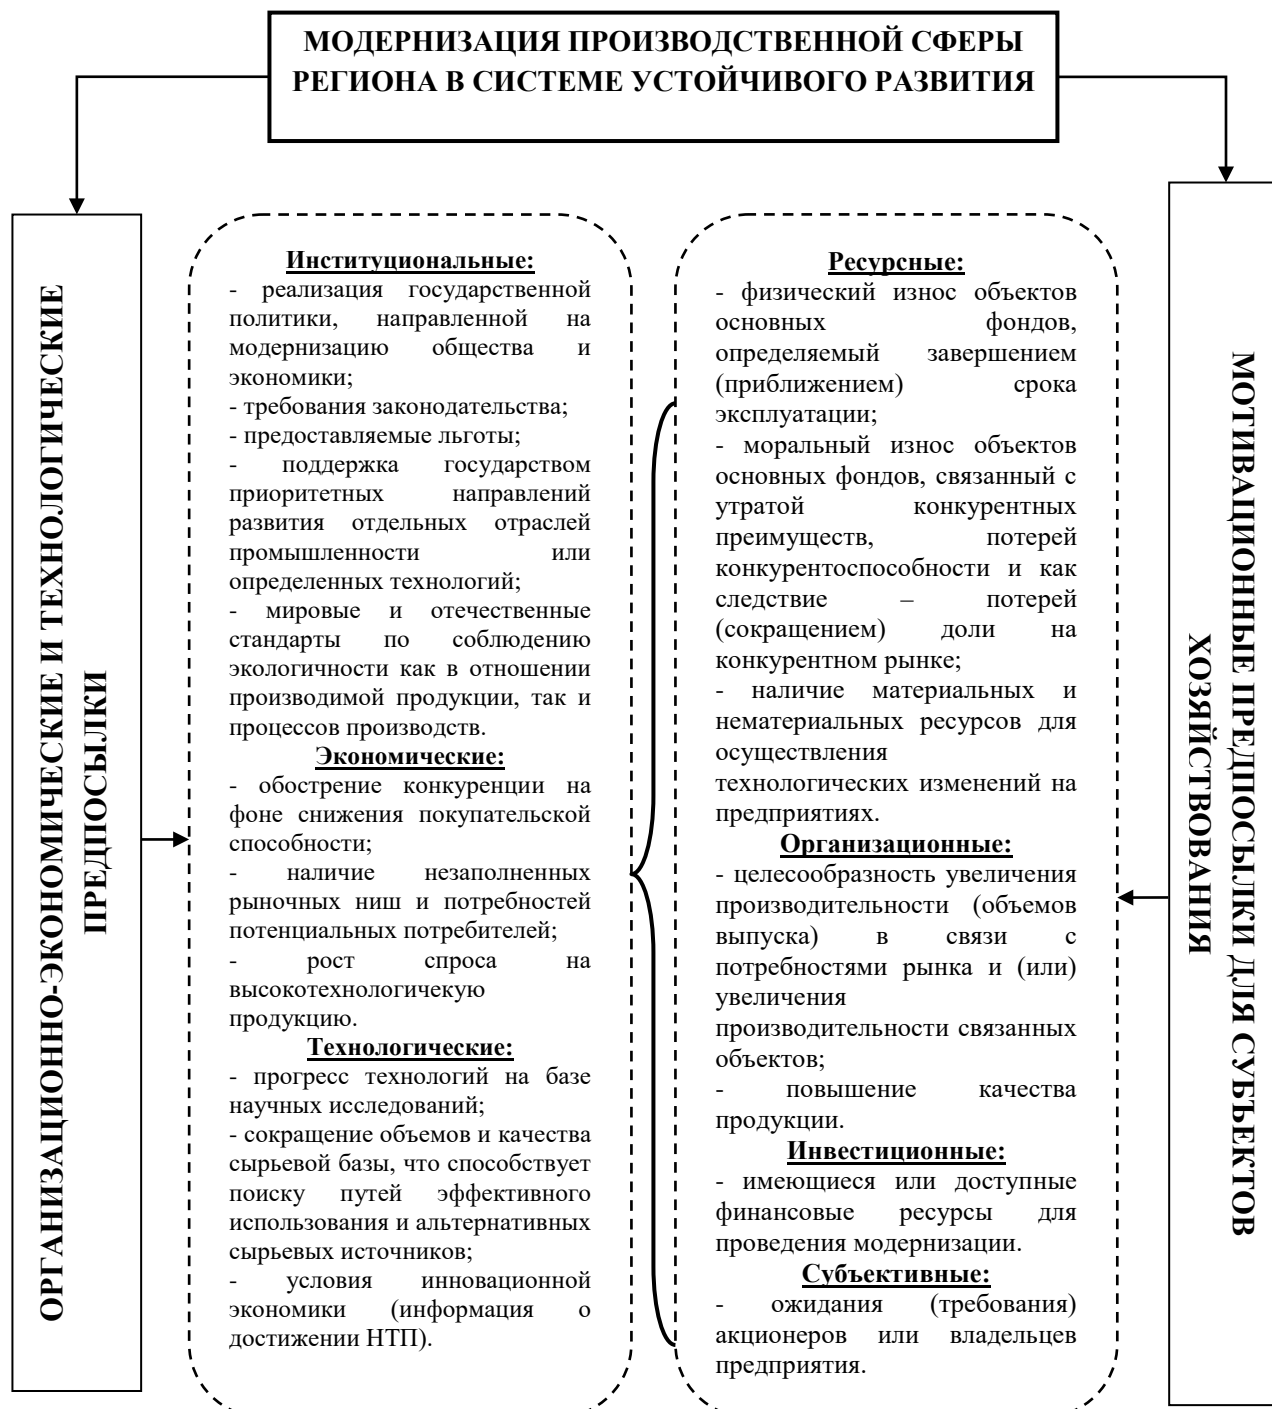 МОДЕРНИЗАЦИЯ ПРОИЗВОДСТВЕННОЙ СФЕРЫ
РЕГИОНА В СИСТЕМЕ УСТОЙЧИВОГО РАЗВИТИЯ
ОРГАНИЗАЦИОННО-ЭКОНОМИЧЕСКИЕ И ТЕХНОЛОГИЧЕСКИЕ
ПРЕДПОСЫЛКИ
Институциональные:
- реализация государственной
политики, направленной на
модернизацию общества и
экономики;
- требования законодательства;
- предоставляемые льготы;
- поддержка государством
приоритетных направлений
развития отдельных отраслей
промышленности или
определенных технологий;
- мировые и отечественные
стандарты по соблюдению
экологичности как в отношении
производимой продукции, так и
процессов производств.
Экономические:
- обострение конкуренции на
фоне снижения покупательской
способности;
- наличие незаполненных
рыночных ниш и потребностей
потенциальных потребителей;
- рост спроса на
высокотехнологичекую
продукцию.
Технологические:
- прогресс технологий на базе
научных исследований;
- сокращение объемов и качества
сырьевой базы, что способствует
поиску путей эффективного
использования и альтернативных
сырьевых источников;
- условия инновационной
экономики (информация о
достижении НТП).
Ресурсные:
- физический износ объектов
основных фондов,
определяемый завершением
(приближением) срока
эксплуатации;
- моральный износ объектов
основных фондов, связанный с
утратой конкурентных
преимуществ, потерей
конкурентоспособности и как
следствие – потерей
(сокращением) доли на
конкурентном рынке;
- наличие материальных и
нематериальных ресурсов для
осуществления
технологических изменений на
предприятиях.
Организационные:
- целесообразность увеличения
производительности (объемов
выпуска) в связи с
потребностями рынка и (или)
увеличения
производительности связанных
объектов;
- повышение качества
продукции.
Инвестиционные:
- имеющиеся или доступные
финансовые ресурсы для
проведения модернизации.
Субъективные:
- ожидания (требования)
акционеров или владельцев
предприятия.
МОТИВАЦИОННЫЕ ПРЕДПОСЫЛКИ ДЛЯ СУБЪЕКТОВ
ХОЗЯЙСТВОВАНИЯ